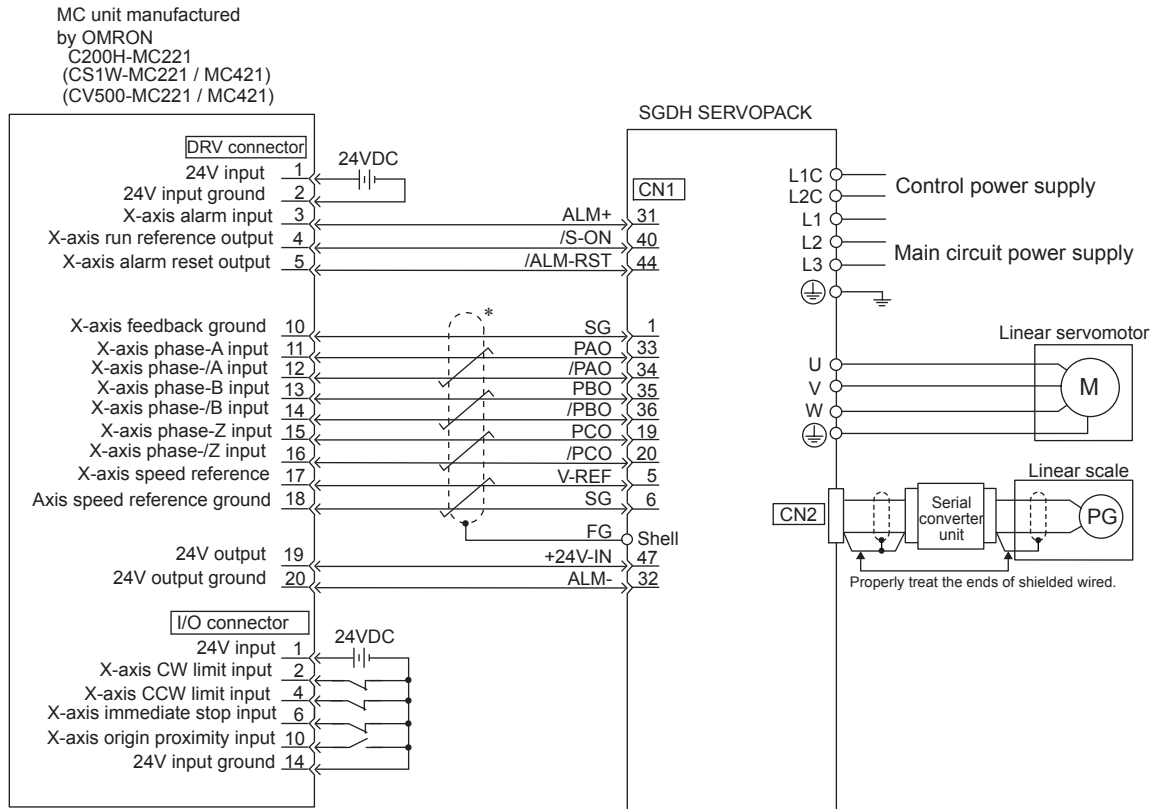 MC unit manufactured
by OMRON
C200H-MC221
(CS1W-MC221 / MC421)
(CV500-MC221 / MC421)
SGDH SERVOPACK
DRV connector
24VDC
24V input 1
24V input ground 2
X-axis alarm input 3 ALM+ 31
X-axis run reference output 4 /S-ON 40
X-axis alarm reset output 5 /ALM-RST 44
CN1
L1C
L2C
Control power supply
L1
L2
L3
Main circuit power supply
*
X-axis feedback ground 10 SG 1
X-axis phase-A input 11 PAO 33
X-axis phase-/A input 12 /PAO 34
X-axis phase-B input 13 PBO 35
X-axis phase-/B input 14 /PBO 36
X-axis phase-Z input 15 PCO 19
X-axis phase-/Z input 16 /PCO 20
X-axis speed reference 17 V-REF 5
Axis speed reference ground 18 SG 6
FG Shell
24V output 19 +24V-IN 47
24V output ground 20 ALM- 32
Linear servomotor
U
V
W
M
Linear scale
CN2
Serial
converter
unit
PG
Properly treat the ends of shielded wired.
I/O connector
24VDC
24V input 1
X-axis CW limit input 2
X-axis CCW limit input 4
X-axis immediate stop input 6
X-axis origin proximity input 10
24V input ground 14